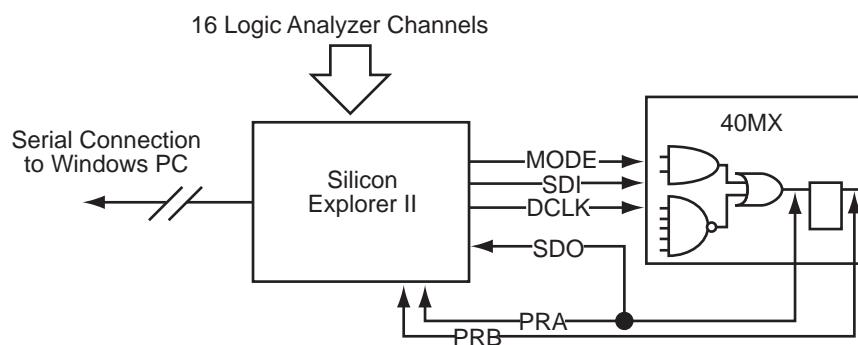 16 Logic Analyzer Channels
Serial Connection
to Windows PC
Silicon
Explorer II
MODE
SDI
DCLK
SDO
PRA
PRB
40MX